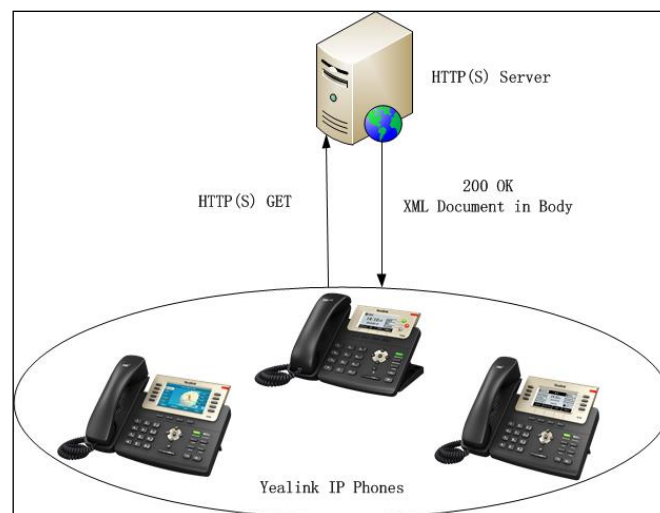 HTTP(S) Server
HTTP(S) GET
200 OK
XML Document in Body
Yealink IP Phones